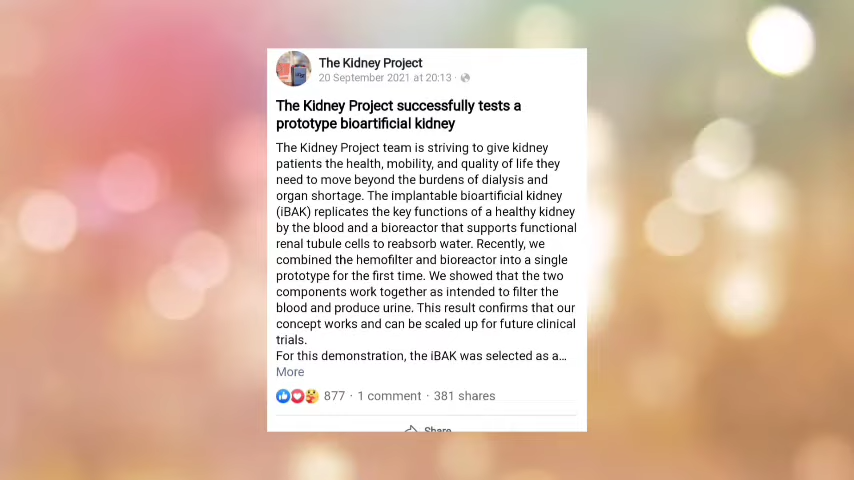 The Kidney Project
20 September 2021 at 20:13 ·
The Kidney Project successfully tests a
prototype bioartificial kidney
The Kidney Project team is striving to give kidney
patients the health, mobility, and quality of life they
need to move beyond the burdens of dialysis and
organ shortage. The implantable bioartificial kidney
(iBAK) replicates the key functions of a healthy kidney
by the blood and a bioreactor that supports functional
renal tubule cells to reabsorb water. Recently, we
combined the hemofilter and bioreactor into a single
prototype for the first time. We showed that the two
components work together as intended to filter the
blood and produce urine. This result confirms that our
concept works and can be scaled up for future clinical
trials.
For this demonstration, the iBAK was selected as a...
More
877 · 1 comment · 381 shares
Share